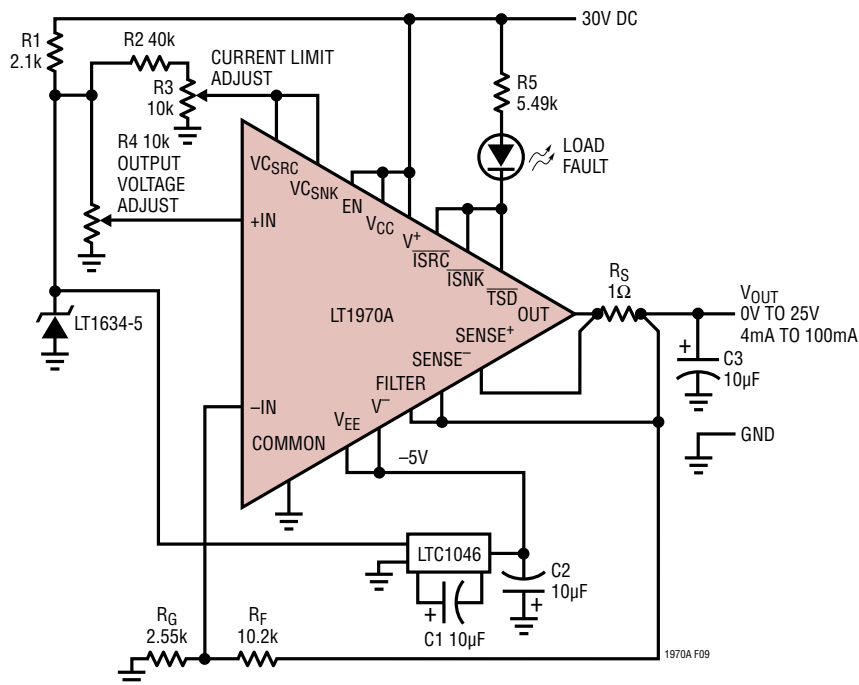 30V DC
R1
2.1k
R2 40k
R3
10k
CURRENT LIMIT
ADJUST
R4 10k
OUTPUT
VOLTAGE
ADJUST
R5
5.49k
LOAD
FAULT
VCSRC
VCSNK
EN
VCC
V+
ISRC
ISNK
TSD
+IN
LT1970A
OUT
SENSE+
SENSE–
FILTER
V–
VEE
–IN
COMMON
RS
1Ω
VOUT
0V TO 25V
4mA TO 100mA
C3
10µF
+
GND
LT1634-5
–5V
LTC1046
C2
10µF
+
+
C1 10µF
RG
2.55k
RF
10.2k
1970A F09